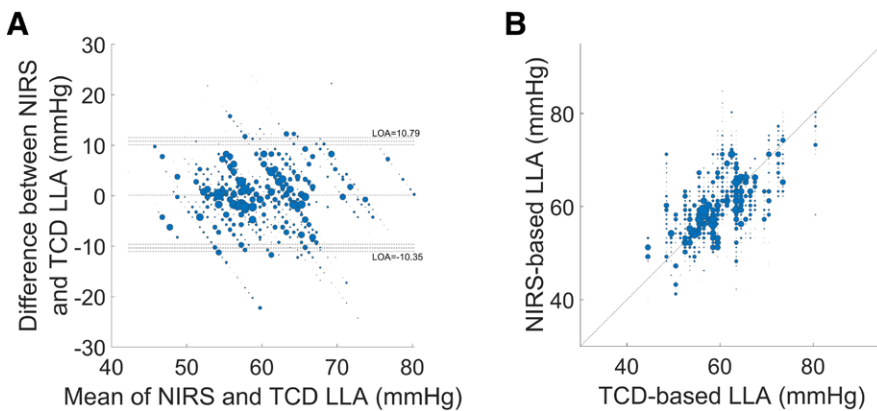 A
Difference between NIRS
and TCD LLA (mmHg)
30
20
10
0
-10
-20
-30
LOA=10.79
LOA=-10.35
40
50
60
70
80
Mean of NIRS and TCD LLA (mmHg)
B
NIRS-based LLA (mmHg)
80
60
40
40
60
80
TCD-based LLA (mmHg)